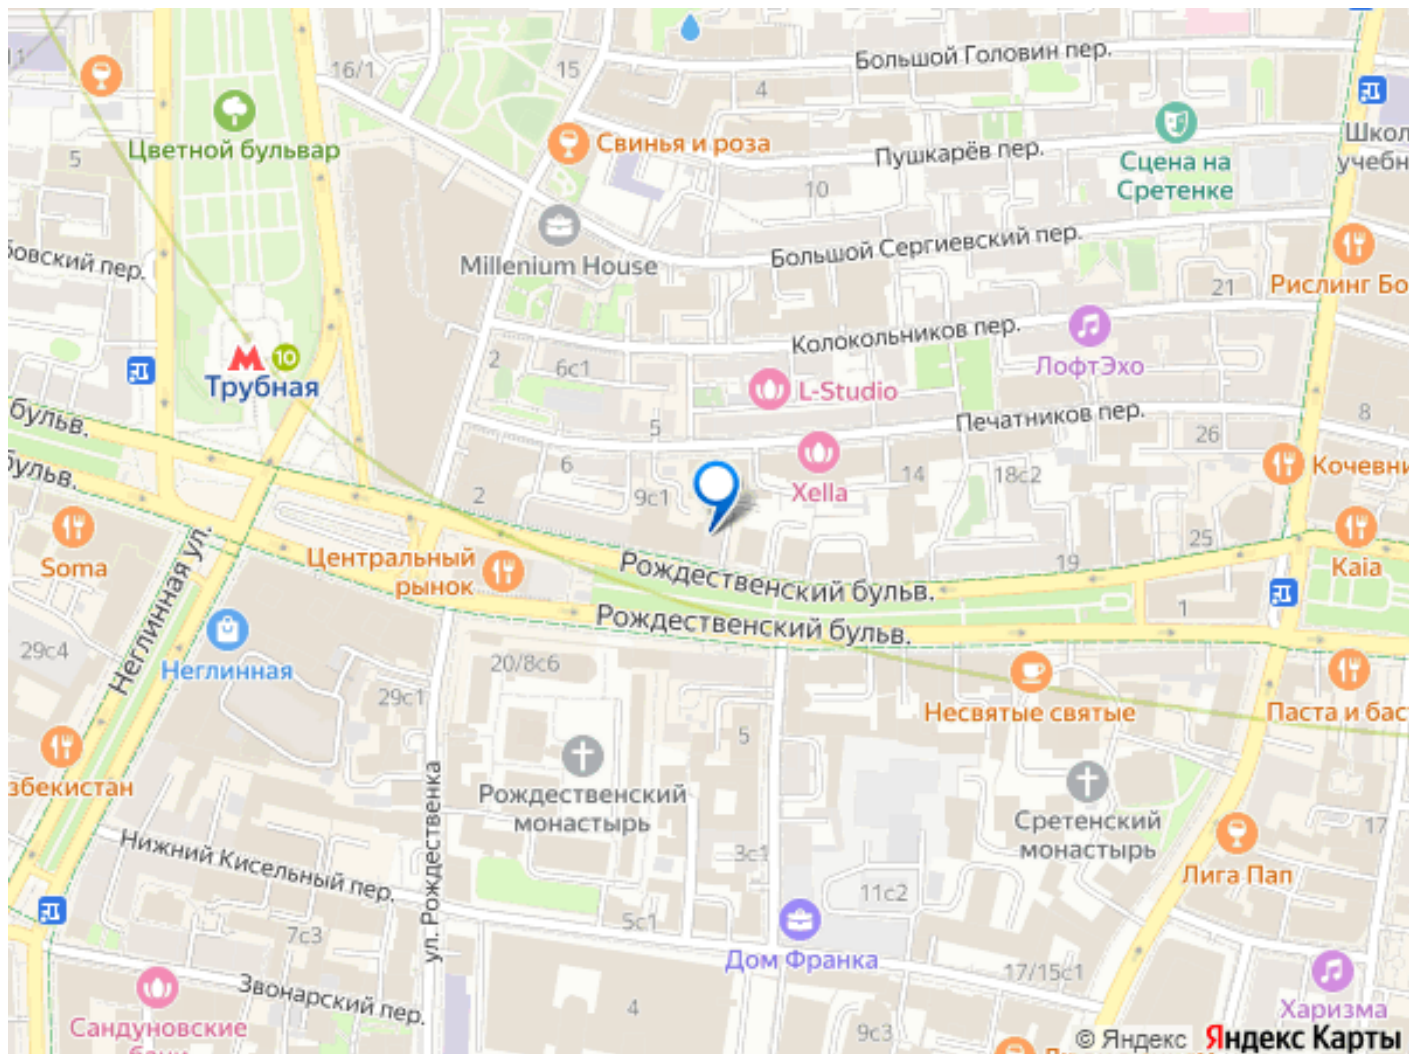 Большой Головин пер.
16/1
15
4
11
Цветной бульвар
5
Свинья и роза
Пушкарёв пер.
Сцена на
Сретенке
10
Millenium House
Большой Сергиевский пер.
21
Рислинг Бо
Колокольников пер.
ЛофтЭхо
2
6с1
L-Studio
10
Трубная
бульв.
бульв.
Печатников пер.
5
6
2
9с1
Xella
14
18с2
26
8
Кочевни
Soma
Неглинная ул.
Центральный
рынок
Рождественский бульв.
Рождественский бульв.
19
25
1
Kaia
29с4
Неглинная
29с1
20/8с6
5
Несвятые святые
Паста и бас
збекистан
Рождественский
монастырь
Сретенский
монастырь
17
Нижний Кисельный пер.
ул. Рождественка
3с1
11с2
Лига Пап
5с1
7с3
Дом Франка
17/15с1
Звонарский пер.
Сандуновские
бани
4
9с3
Харизма
© Яндекс Яндекс Карты